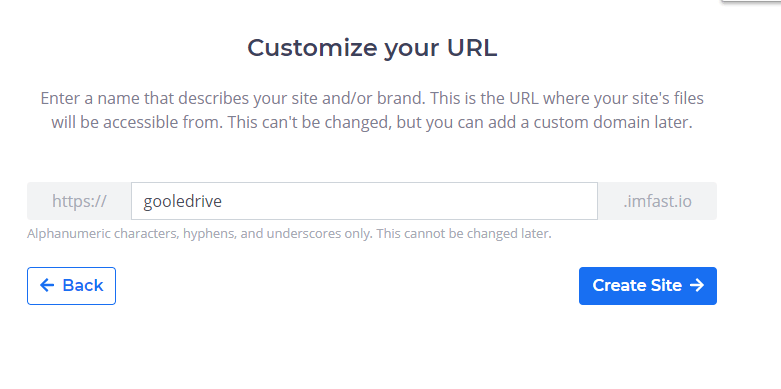 Customize your URL
Enter a name that describes your site and/or brand. This is the URL where your site's files
will be accessible from. This can't be changed, but you can add a custom domain later.
https:// gooledrive .imfast.io
Alphanumeric characters, hyphens, and underscores only. This cannot be changed later.
← Back Create Site →